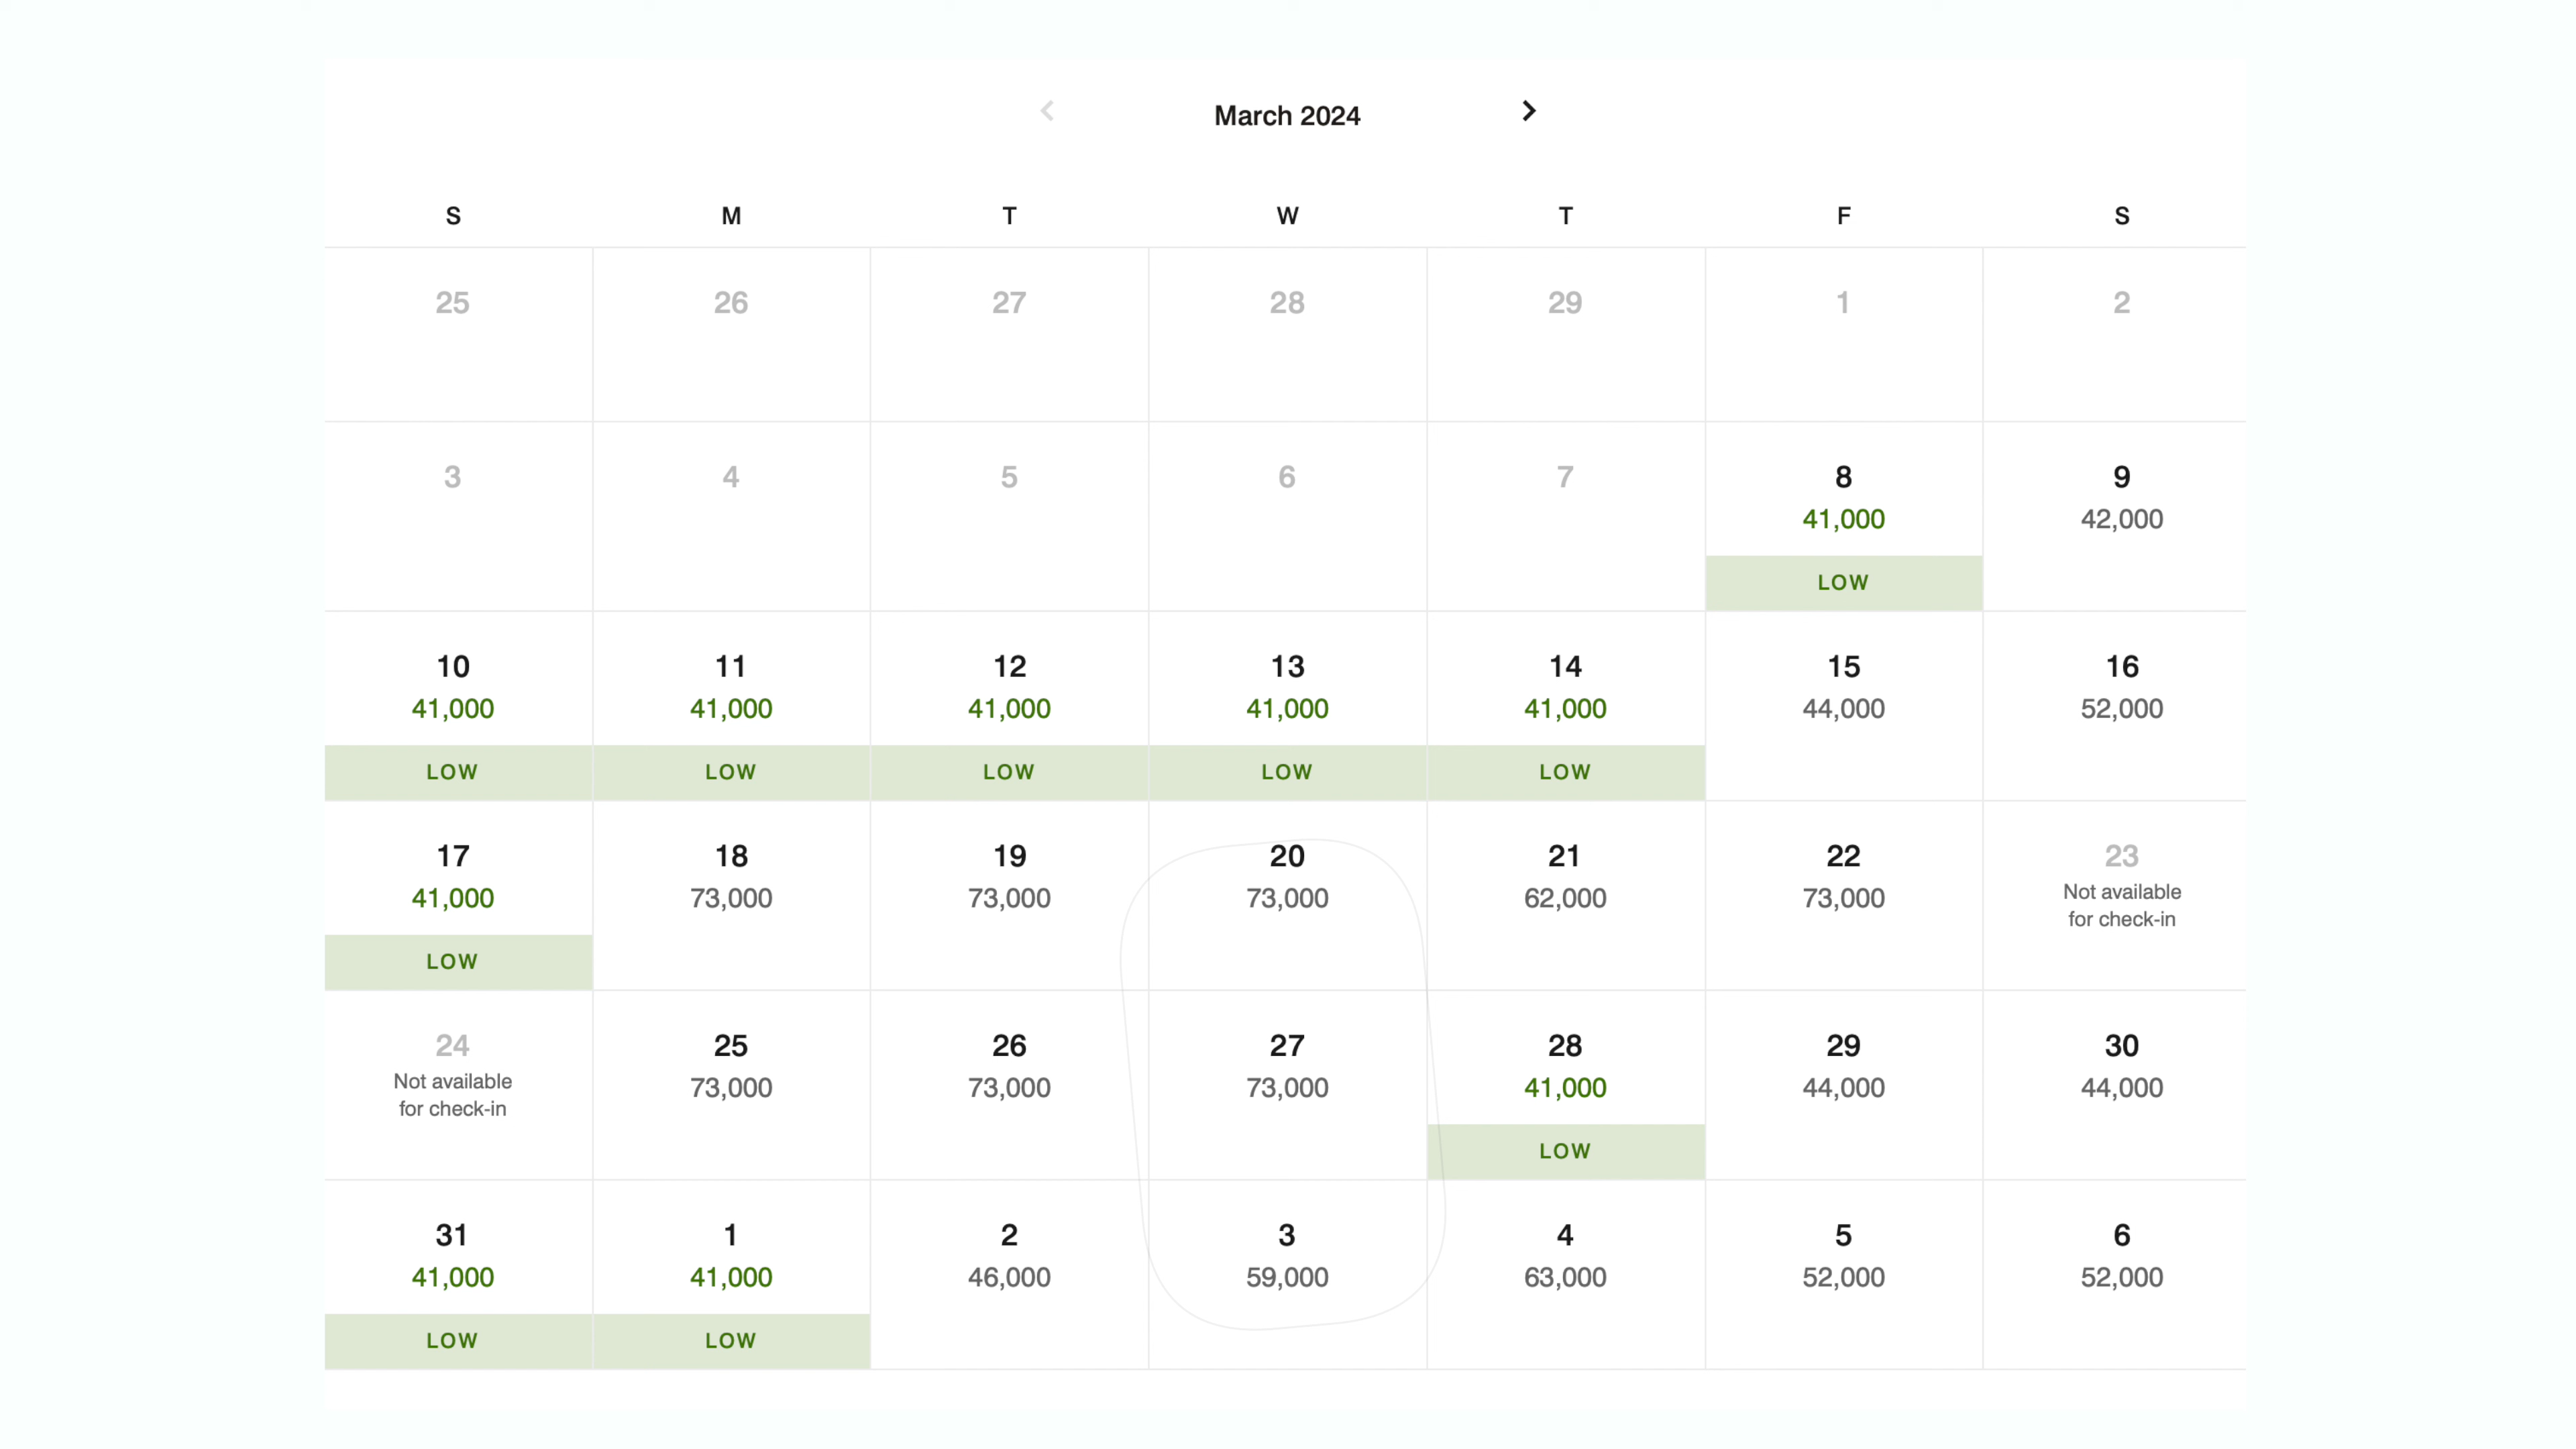 March 2024
S M T W T F S
25 26 27 28 29 1 2
3 4 5 6 7 8 9
41,000 42,000
LOW
10 11 12 13 14 15 16
41,000 41,000 41,000 41,000 41,000 44,000 52,000
LOW LOW LOW LOW LOW
17 18 19 20 21 22 23
41,000 73,000 73,000 73,000 62,000 73,000 Not available
for check-in
LOW
24 25 26 27 28 29 30
Not available 73,000 73,000 73,000 41,000 44,000 44,000
for check-in
LOW
31 1 2 3 4 5 6
41,000 41,000 46,000 59,000 63,000 52,000 52,000
LOW LOW